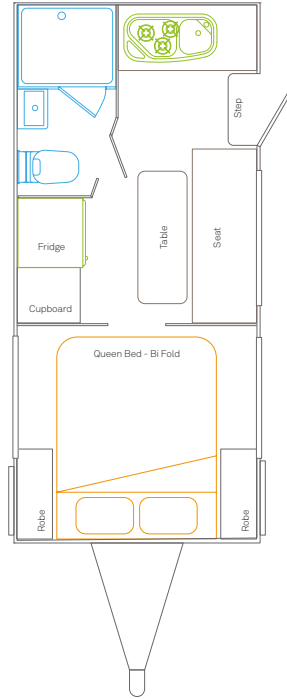 Step
Table
Seat
Fridge
Cupboard
Queen Bed - Bi Fold
Robe
Robe